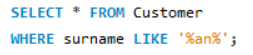 SELECT * FROM Customer
WHERE surname LIKE '%an%';